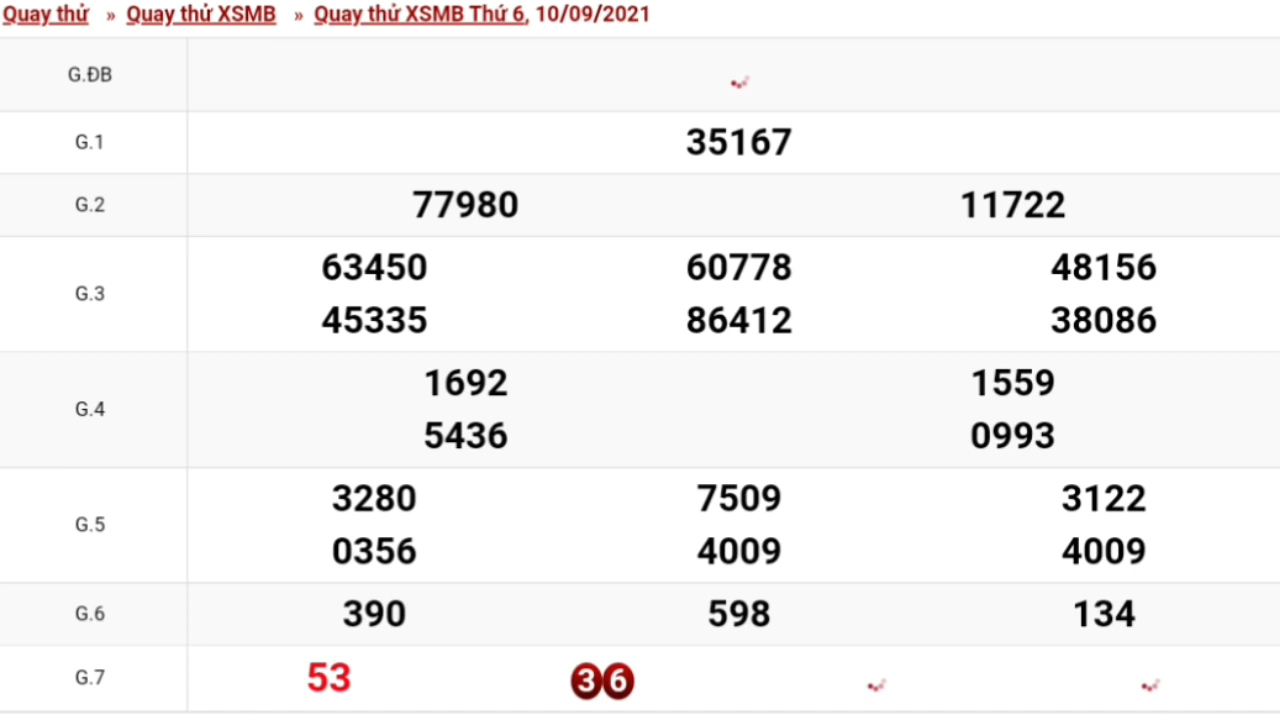 Quay thử » Quay thử XSMB » Quay thử XSMB Thứ 6, 10/09/2021
G.ĐB
G.1 35167
G.2 77980 11722
63450 60778 48156
G.3
45335 86412 38086
1692 1559
G.4
5436 0993
3280 7509 3122
G.5
0356 4009 4009
G.6 390 598 134
G.7 53 36